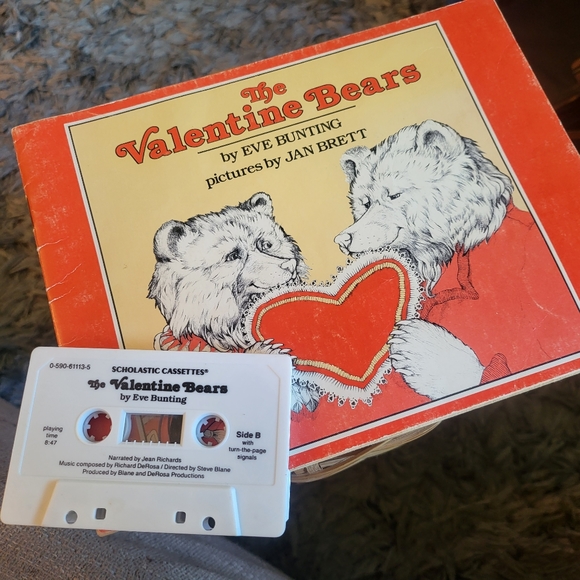 The
Valentine Bears
by EVE BUNTING
pictures by JAN BRETT
0-590-61113-5
SCHOLASTIC CASSETTES®
The Valentine Bears
by Eve Bunting
playing
time
8:47
Side B
with
turn-the-page
signals
Narrated by Jean Richards
Music composed by Richard DeRosa / Directed by Steve Blane
Produced by Blane and DeRosa Productions